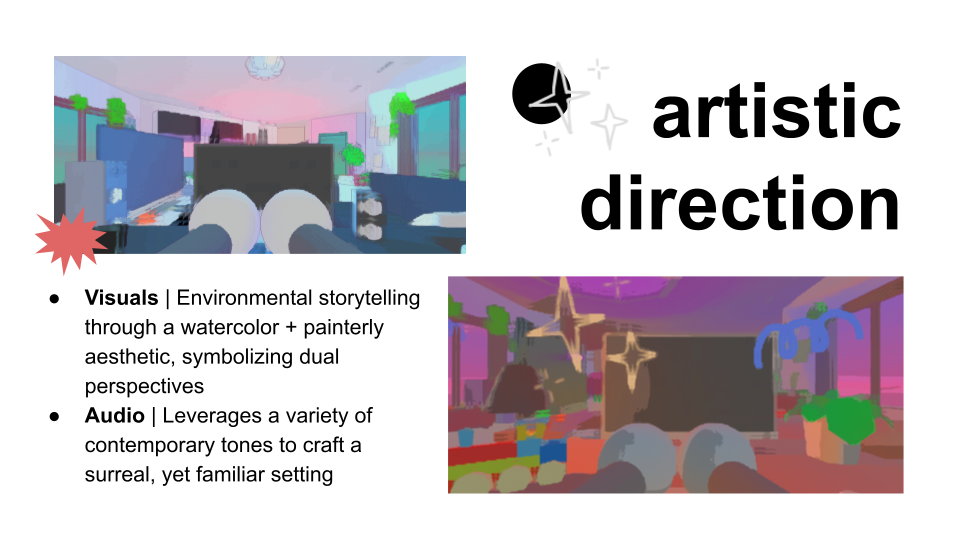 artistic
direction
● Visuals | Environmental storytelling
through a watercolor + painterly
aesthetic, symbolizing dual
perspectives
● Audio | Leverages a variety of
contemporary tones to craft a
surreal, yet familiar setting